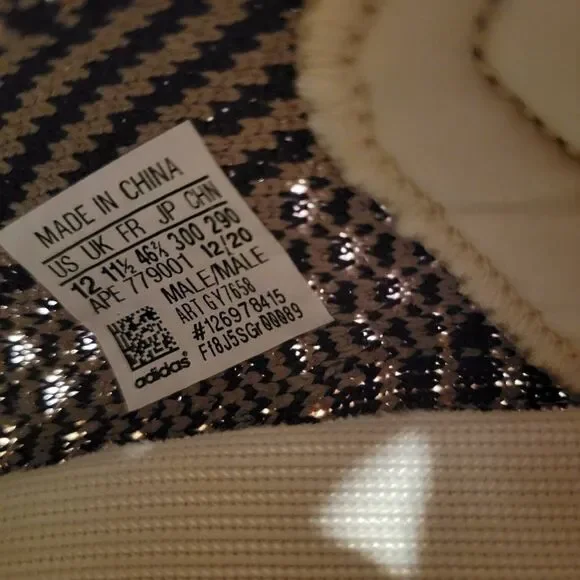 MADE IN CHINA
US UK FR JP CHN
12 11½ 46⅔ 300 290
APE 779001 12/20
MALE/MALE
ART GY7658
#126978415
F18J5SGr00089
adidas